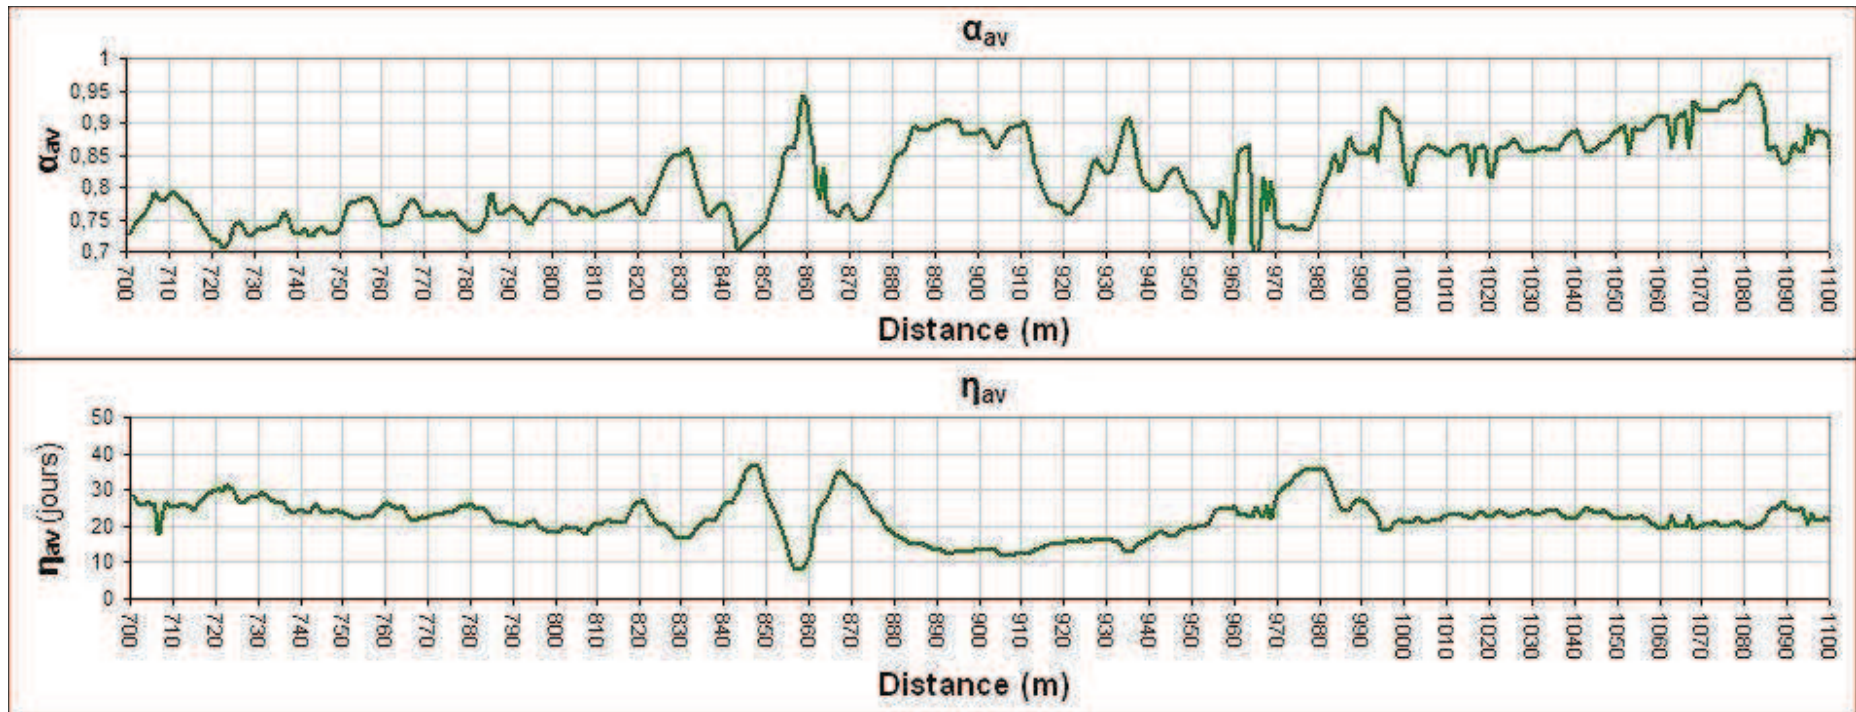 αav
1
0,95
0,9
0,85
0,8
0,75
0,7
αav
700 710 720 730 740 750 760 770 780 790 800 810 820 830 840 850 860 870 880 890 900 910 920 930 940 950 960 970 980 990 1000 1010 1020 1030 1040 1050 1060 1070 1080 1090 1100
Distance (m)
ηav
50
40
30
20
10
0
ηav (jours)
700 710 720 730 740 750 760 770 780 790 800 810 820 830 840 850 860 870 880 890 900 910 920 930 940 950 960 970 980 990 1000 1010 1020 1030 1040 1050 1060 1070 1080 1090 1100
Distance (m)